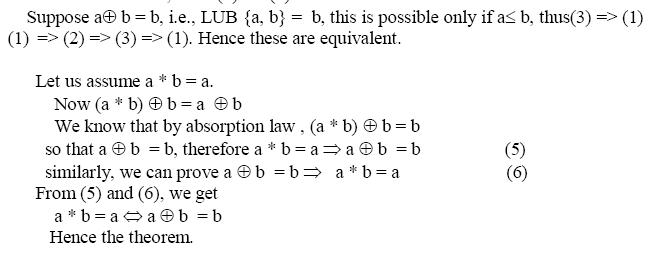 Suppose a⊕ b = b, i.e., LUB {a, b} = b, this is possible only if a≤ b, thus(3) => (1)
(1) => (2) => (3) => (1). Hence these are equivalent.
Let us assume a * b = a.
Now (a * b) ⊕ b = a ⊕ b
We know that by absorption law , (a * b) ⊕ b = b
so that a ⊕ b = b, therefore a * b = a ⇒ a ⊕ b = b (5)
similarly, we can prove a ⊕ b = b ⇒ a * b = a (6)
From (5) and (6), we get
a * b = a ⇔ a ⊕ b = b
Hence the theorem.